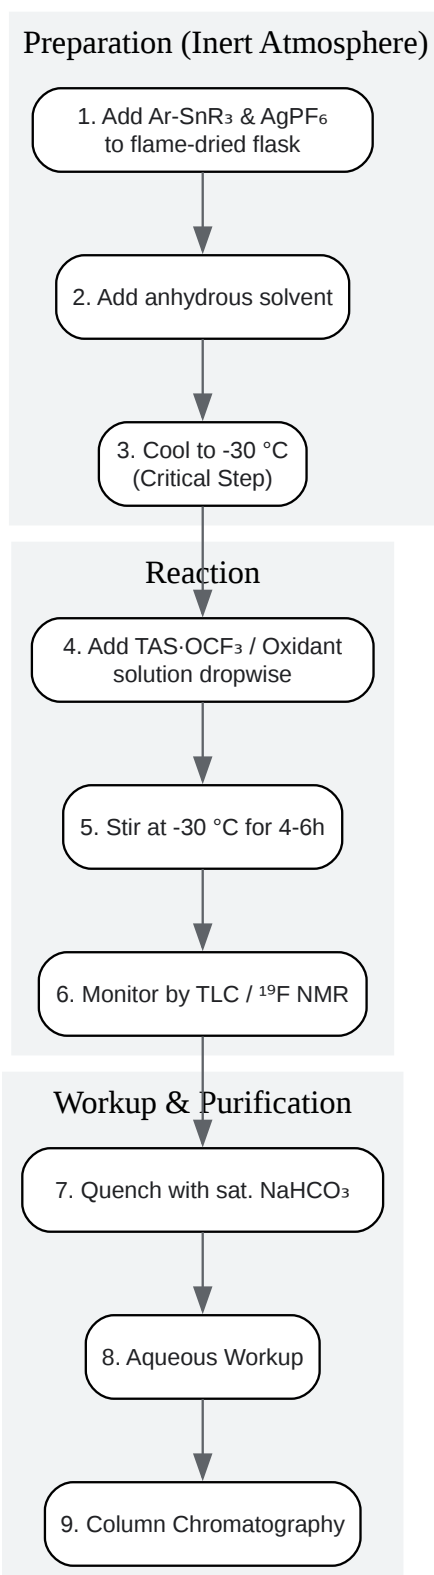 Preparation (Inert Atmosphere)
1. Add Ar-SnR₃ & AgPF₆
to flame-dried flask
2. Add anhydrous solvent
3. Cool to -30 °C
(Critical Step)
Reaction
4. Add TAS·OCF₃ / Oxidant
solution dropwise
5. Stir at -30 °C for 4-6h
6. Monitor by TLC / ¹⁹F NMR
Workup & Purification
7. Quench with sat. NaHCO₃
8. Aqueous Workup
9. Column Chromatography